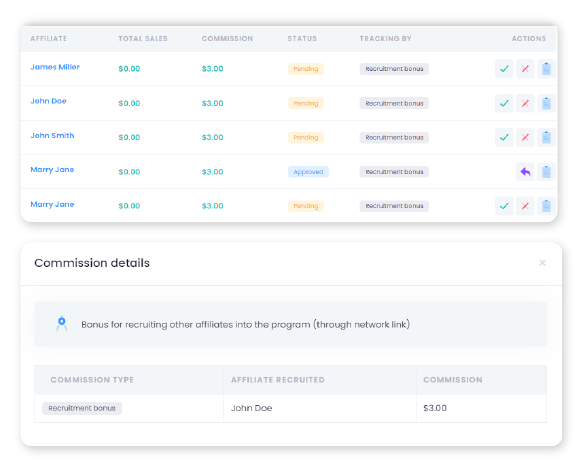 AFFILIATE TOTAL SALES COMMISSION STATUS TRACKING BY ACTIONS
James Miller $0.00 $3.00 Pending Recruitment bonus
John Doe $0.00 $3.00 Pending Recruitment bonus
John Smith $0.00 $3.00 Pending Recruitment bonus
Marry Jane $0.00 $3.00 Approved Recruitment bonus
Marry Jane $0.00 $3.00 Pending Recruitment bonus
Commission details
Bonus for recruiting other affiliates into the program (through network link)
COMMISSION TYPE AFFILIATE RECRUITED COMMISSION
Recruitment bonus John Doe $3.00